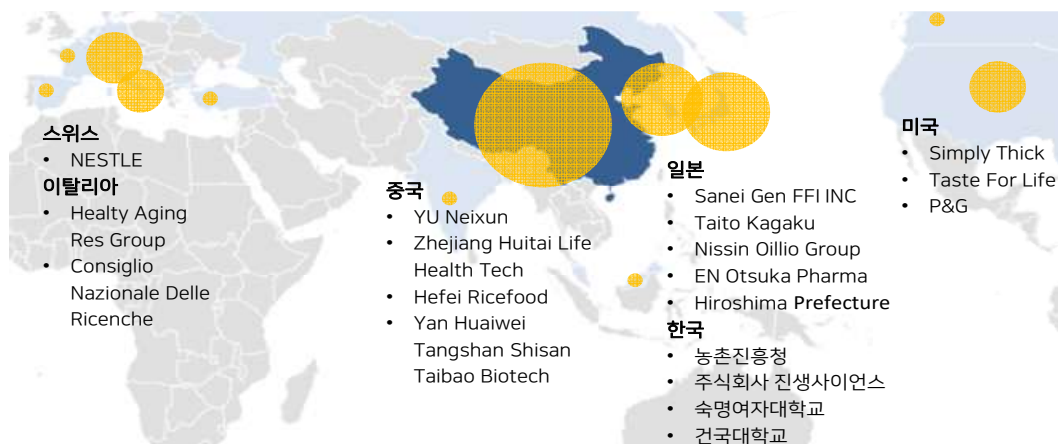 스위스
• NESTLE
이탈리아
• Healty Aging
Res Group
• Consiglio
Nazionale Delle
Ricenche
중국
• YU Neixun
• Zhejiang Huitai Life
Health Tech
• Hefei Ricefood
• Yan Huaiwei
Tangshan Shisan
Taibao Biotech
일본
• Sanei Gen FFI INC
• Taito Kagaku
• Nissin Oillio Group
• EN Otsuka Pharma
• Hiroshima Prefecture
한국
• 농촌진흥청
• 주식회사 진생사이언스
• 숙명여자대학교
• 건국대학교
미국
• Simply Thick
• Taste For Life
• P&G